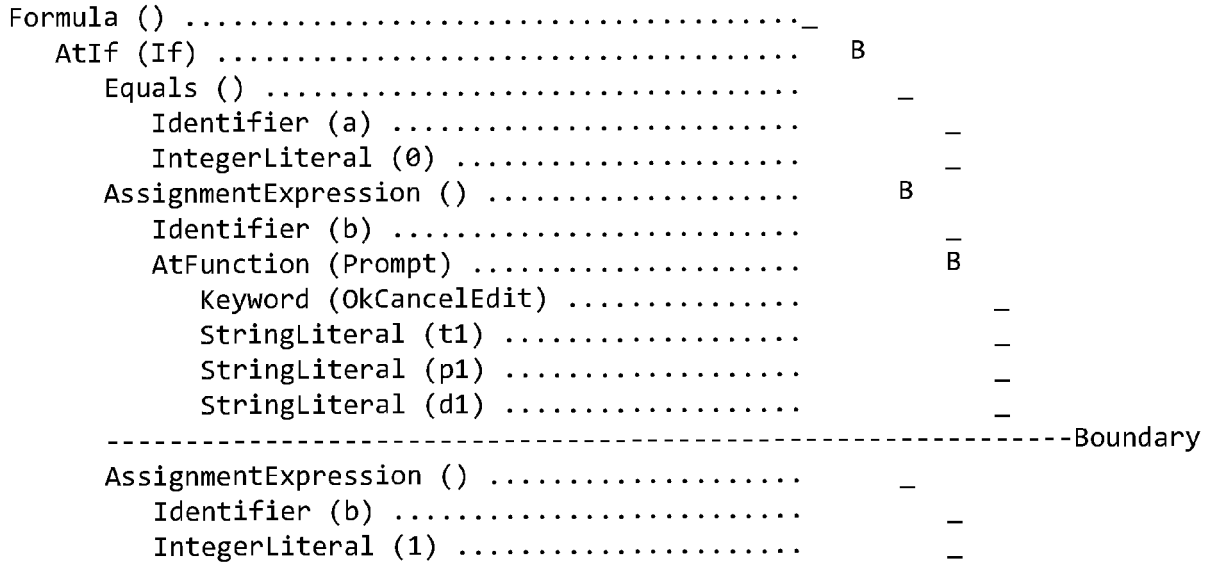 Formula () ......................................._
   AtIf (If) .....................................   B
      Equals () ..................................      _
         Identifier (a) ..........................         _
         IntegerLiteral (0) ......................         _
      AssignmentExpression () ....................      B
         Identifier (b) ..........................         _
         AtFunction (Prompt) .....................         B
            Keyword (OkCancelEdit) ...............            _
            StringLiteral (t1) ...................            _
            StringLiteral (p1) ...................            _
            StringLiteral (d1) ...................            _
      -------------------------------------------------------------Boundary
      AssignmentExpression () ....................      _
         Identifier (b) ..........................         _
         IntegerLiteral (1) ......................         _